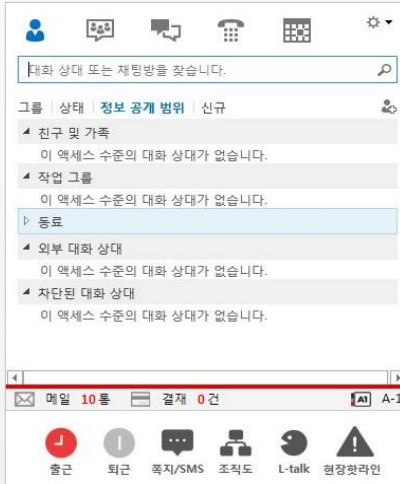 대화 상대 또는 채팅방을 찾습니다.
그룹 상태 정보 공개 범위 신규
친구 및 가족
이 액세스 수준의 대화 상대가 없습니다.
작업 그룹
이 액세스 수준의 대화 상대가 없습니다.
동료
외부 대화 상대
이 액세스 수준의 대화 상대가 없습니다.
차단된 대화 상대
이 액세스 수준의 대화 상대가 없습니다.
메일 10통 결재 0건 A1 A-1
출근 퇴근 쪽지/SMS 조직도 L-talk 현장핫라인